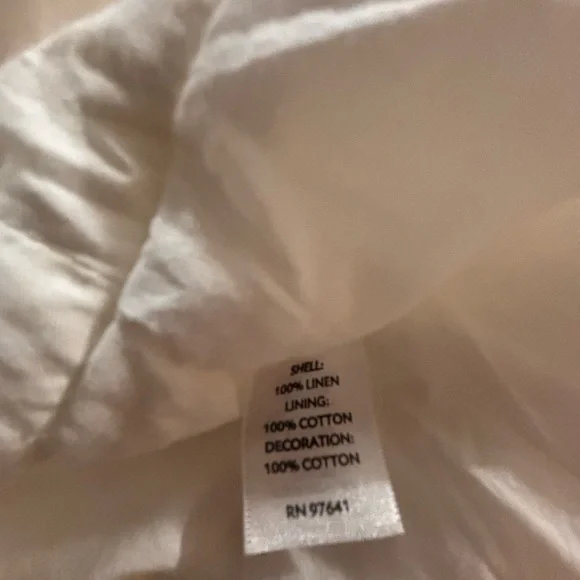 SHELL:
100% LINEN
LINING:
100% COTTON
DECORATION:
100% COTTON
RN 97641